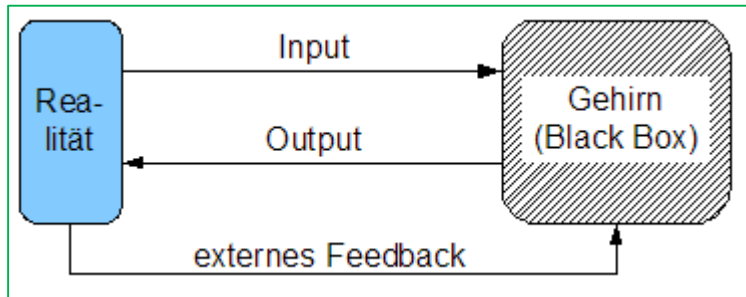 Input
Rea-
lität
Gehirn
(Black Box)
Output
externes Feedback